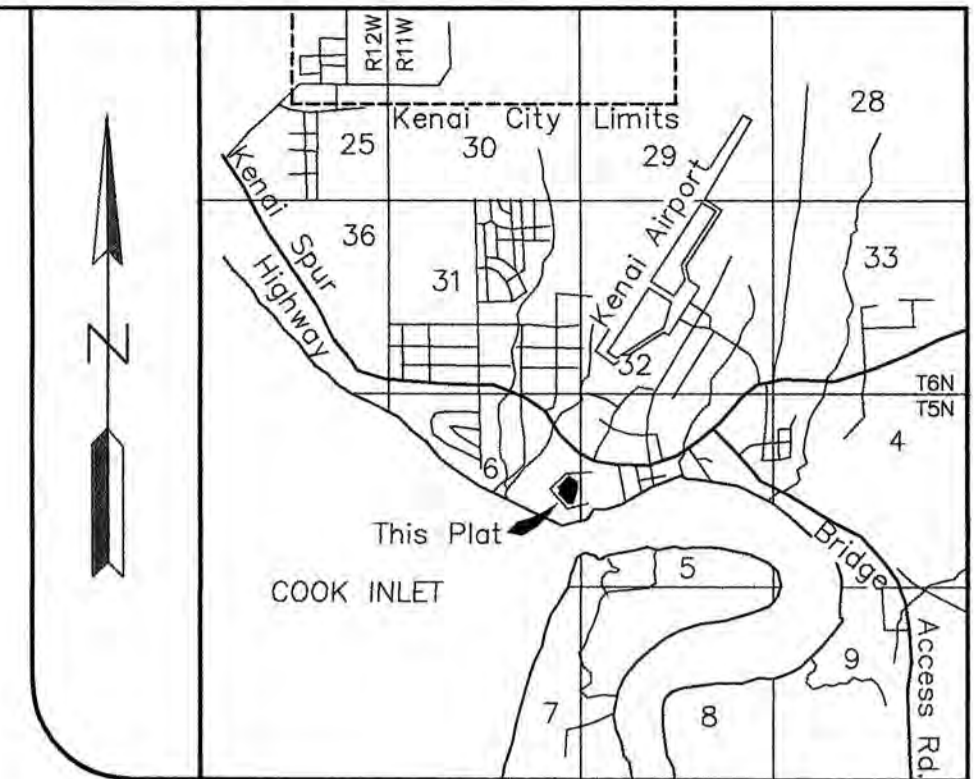 R12W
R11W
28
Kenai City Limits
25
30
29
Kenai Spur Highway
Kenai Airport
36
31
33
N
32
T6N
T5N
4
6
This Plat
Bridge Access Rd
5
COOK INLET
9
7
8